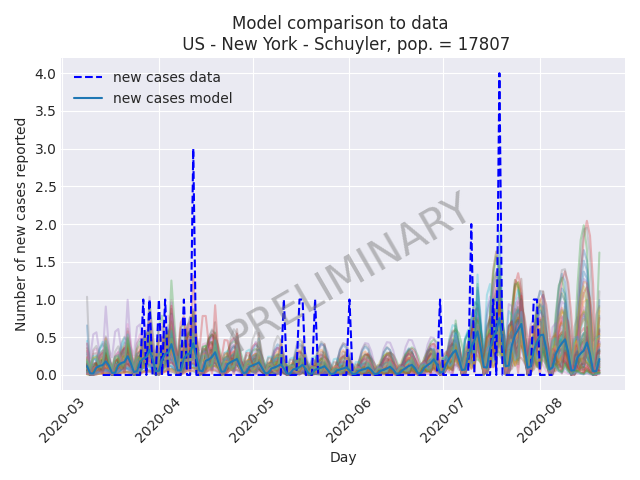 Model comparison to data
US - New York - Schuyler, pop. = 17807
new cases data
new cases model
PRELIMINARY
Number of new cases reported
4.0
3.5
3.0
2.5
2.0
1.5
1.0
0.5
0.0
2020-03
2020-04
2020-05
2020-06
2020-07
2020-08
Day